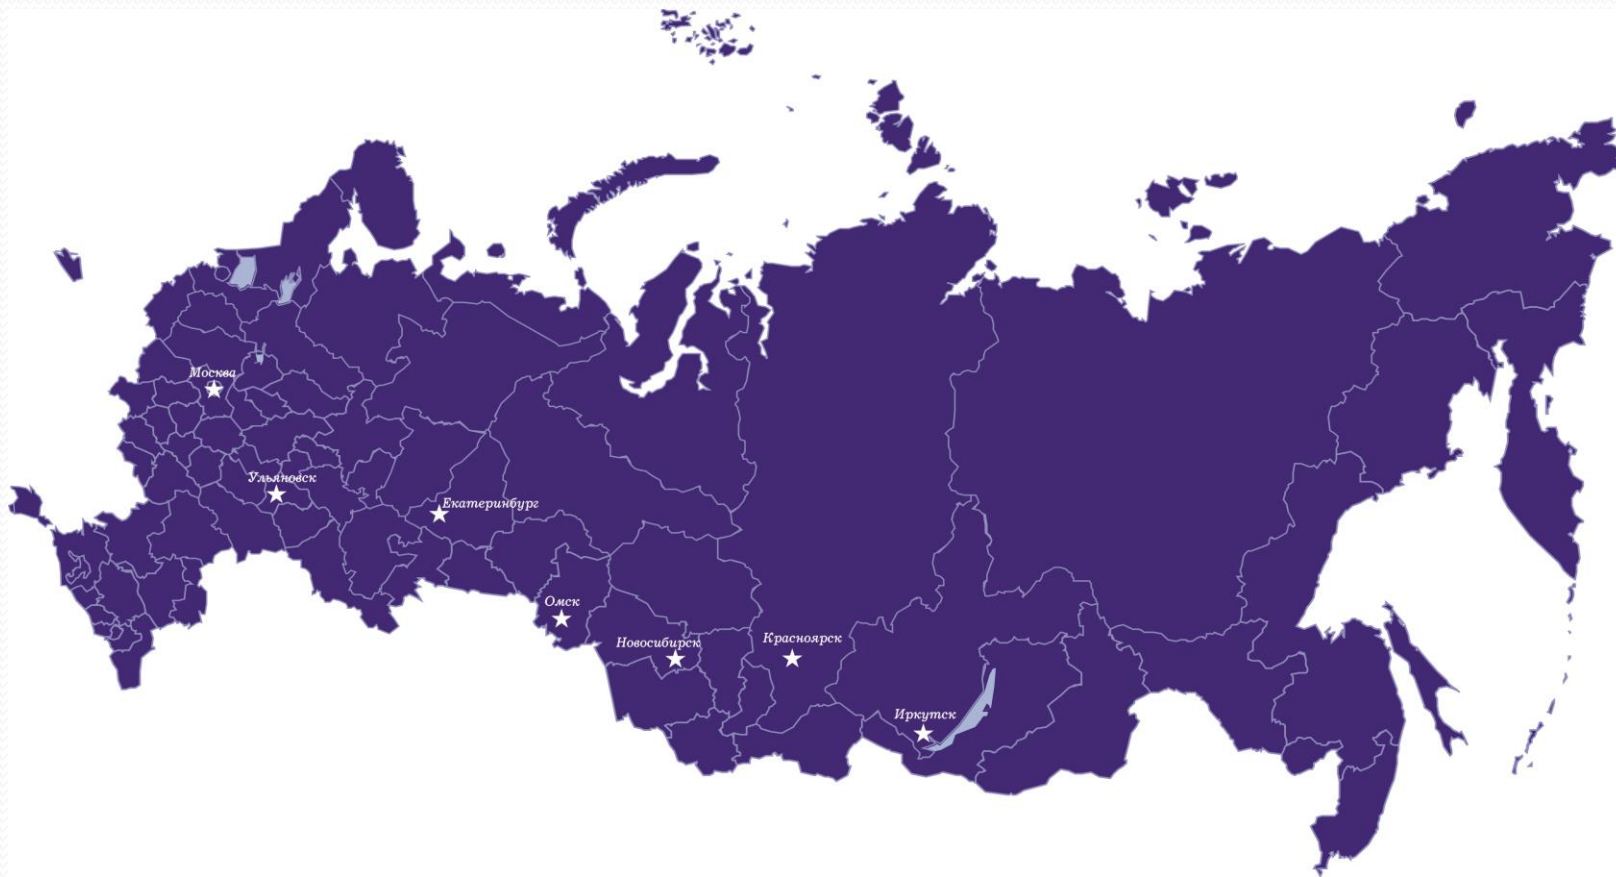 Москва
Ульяновск
Екатеринбург
Омск
Новосибирск
Красноярск
Иркутск